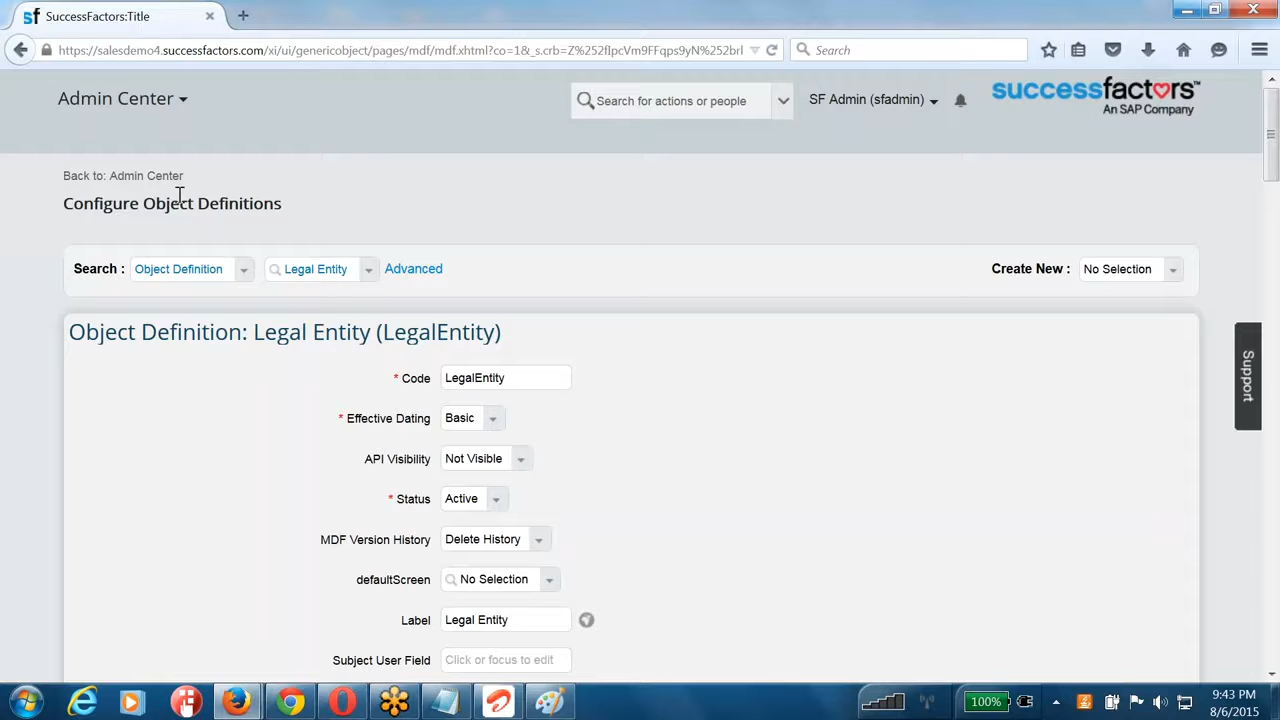 sf SuccessFactors:Title
https://salesdemo4.successfactors.com/xi/ui/genericobject/pages/mdf/mdf.xhtml?co=1&_s.crb=Z%252flpcVm9FFqps9yN%252brl
Search
Admin Center
Search for actions or people
SF Admin (sfadmin)
successfactors™
An SAP Company
Back to: Admin Center
Configure Object Definitions
Search : Object Definition Legal Entity Advanced Create New : No Selection
Object Definition: Legal Entity (LegalEntity)
* Code LegalEntity
* Effective Dating Basic
API Visibility Not Visible
* Status Active
MDF Version History Delete History
defaultScreen No Selection
Label Legal Entity
Subject User Field Click or focus to edit
Support
100%
9:43 PM
8/6/2015